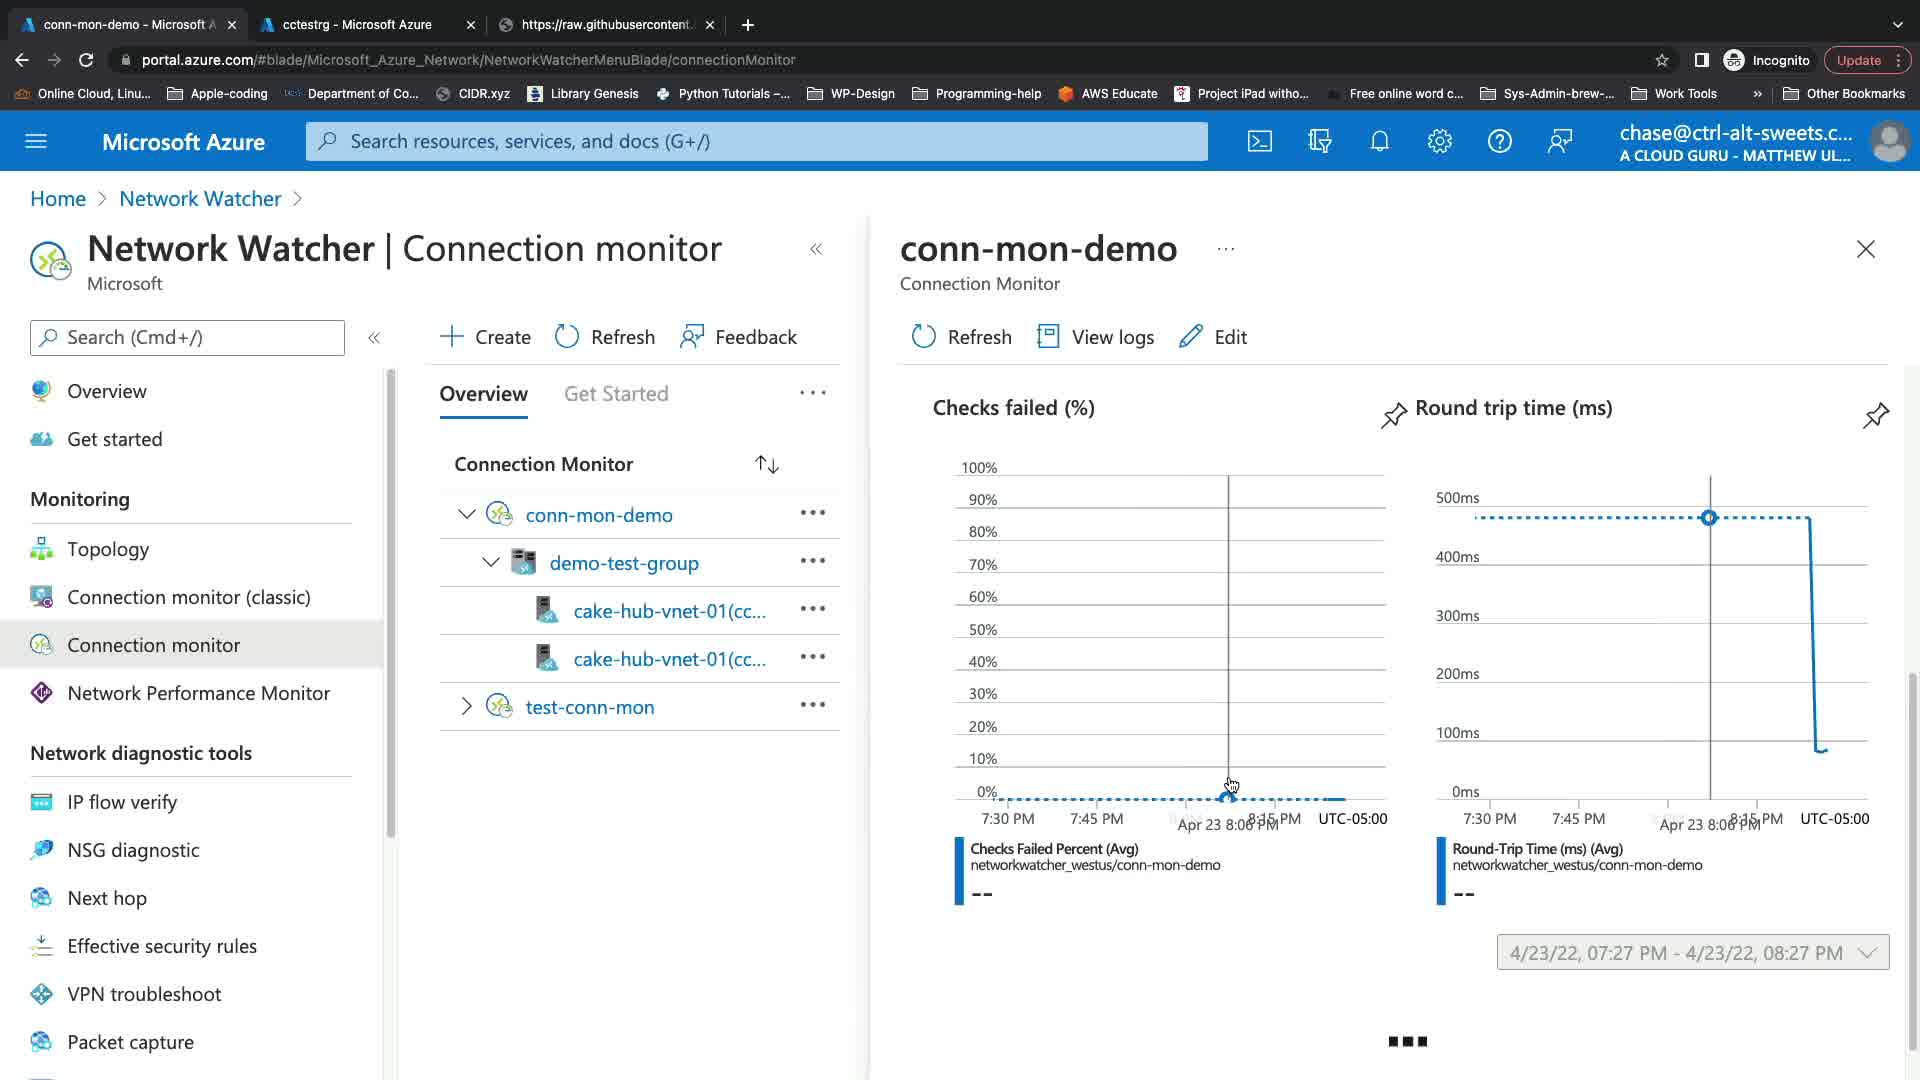 conn-mon-demo - Microsoft A
cctestrg - Microsoft Azure
https://raw.githubusercontent.
portal.azure.com/#blade/Microsoft_Azure_Network/NetworkWatcherMenuBlade/connectionMonitor
Incognito
Update
Online Cloud, Linu...
Apple-coding
Department of Co...
CIDR.xyz
Library Genesis
Python Tutorials –...
WP-Design
Programming-help
AWS Educate
Project iPad witho...
Free online word c...
Sys-Admin-brew-...
Work Tools
»
Other Bookmarks
Microsoft Azure
Search resources, services, and docs (G+/)
chase@ctrl-alt-sweets.c...
A CLOUD GURU - MATTHEW UL...
Home > Network Watcher >
Network Watcher | Connection monitor
Microsoft
Search (Cmd+/)
Overview
Get started
Monitoring
Topology
Connection monitor (classic)
Connection monitor
Network Performance Monitor
Network diagnostic tools
IP flow verify
NSG diagnostic
Next hop
Effective security rules
VPN troubleshoot
Packet capture
Create
Refresh
Feedback
Overview
Get Started
Connection Monitor
conn-mon-demo
demo-test-group
cake-hub-vnet-01(cc...
cake-hub-vnet-01(cc...
test-conn-mon
conn-mon-demo
Connection Monitor
Refresh
View logs
Edit
Checks failed (%)
100%
90%
80%
70%
60%
50%
40%
30%
20%
10%
0%
7:30 PM
7:45 PM
Apr 23 8:06 PM
8:15 PM
UTC-05:00
Checks Failed Percent (Avg)
networkwatcher_westus/conn-mon-demo
--
Round trip time (ms)
500ms
400ms
300ms
200ms
100ms
0ms
7:30 PM
7:45 PM
Apr 23 8:06 PM
8:15 PM
UTC-05:00
Round-Trip Time (ms) (Avg)
networkwatcher_westus/conn-mon-demo
--
4/23/22, 07:27 PM - 4/23/22, 08:27 PM